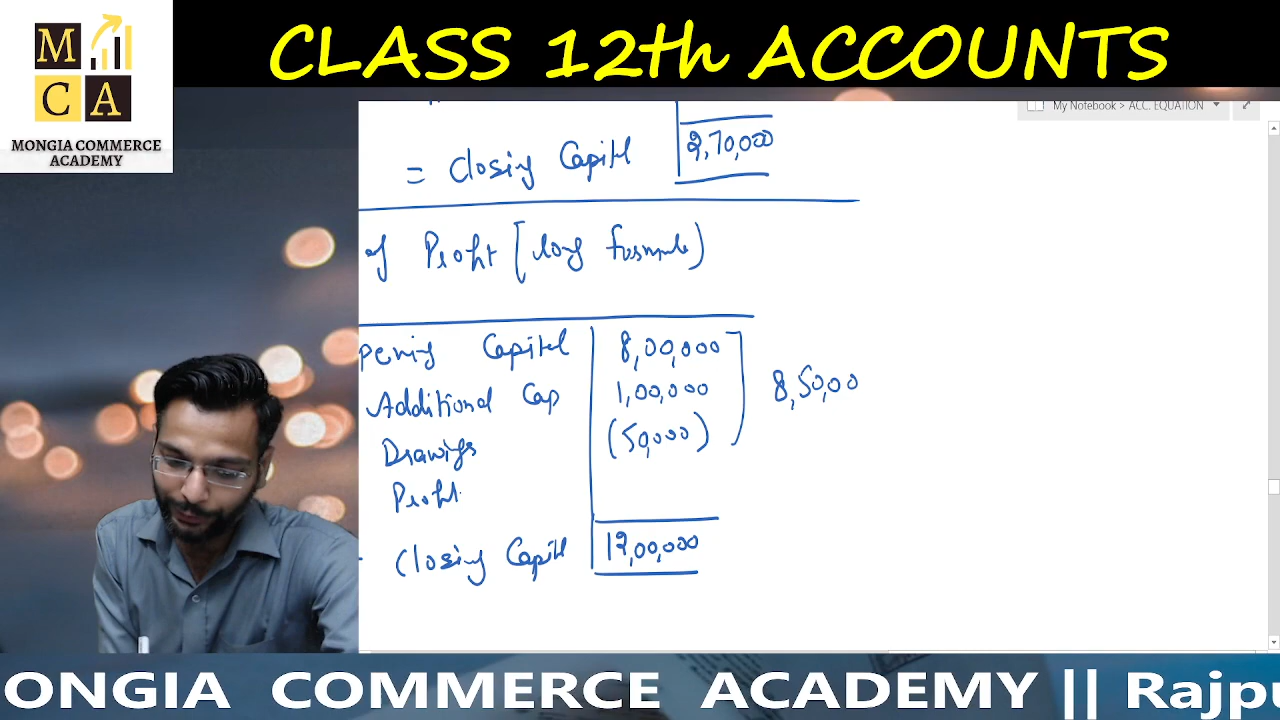 M
C A
MONGIA COMMERCE
ACADEMY
CLASS 12th ACCOUNTS
My Notebook > ACC. EQUATION
2,70,000
= Closing Capital
of Profit [long formula)
pening Capital 8,00,000
Additional Cap 1,00,000 8,50,00
Drawings (50,000)
Profit
Closing Capital 12,00,000
ONGIA COMMERCE ACADEMY || Rajpu